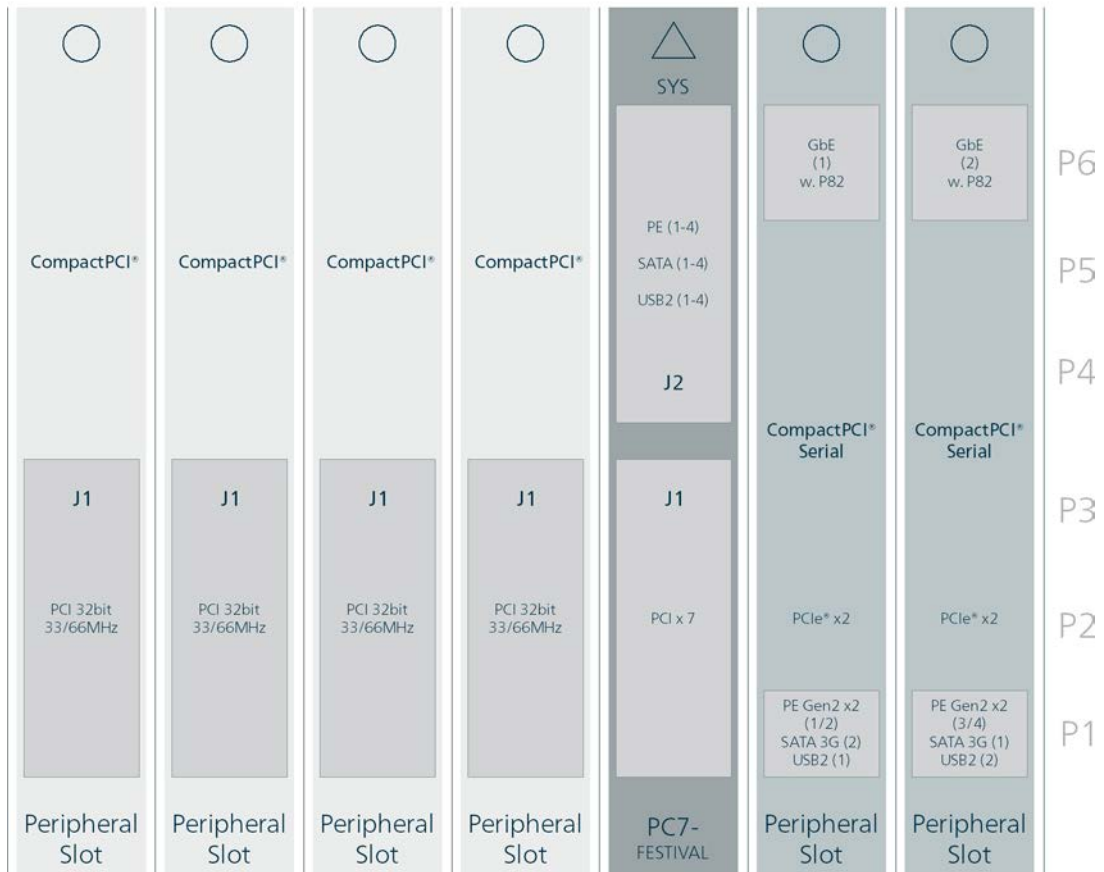 CompactPCI®
J1
PCI 32bit
33/66MHz
Peripheral
Slot
CompactPCI®
J1
PCI 32bit
33/66MHz
Peripheral
Slot
CompactPCI®
J1
PCI 32bit
33/66MHz
Peripheral
Slot
CompactPCI®
J1
PCI 32bit
33/66MHz
Peripheral
Slot
SYS
PE (1-4)
SATA (1-4)
USB2 (1-4)
J2
J1
PCI x 7
PC7-
FESTIVAL
GbE
(1)
w. P82
CompactPCI®
Serial
PCIe® x2
PE Gen2 x2
(1/2)
SATA 3G (2)
USB2 (1)
Peripheral
Slot
GbE
(2)
w. P82
CompactPCI®
Serial
PCIe® x2
PE Gen2 x2
(3/4)
SATA 3G (1)
USB2 (2)
Peripheral
Slot
P6
P5
P4
P3
P2
P1